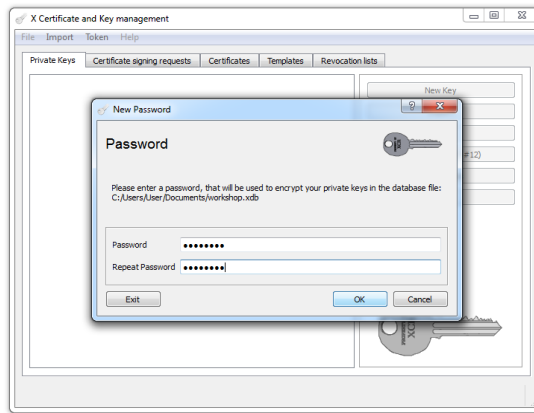 X Certificate and Key management
File Import Token Help
Private Keys Certificate signing requests Certificates Templates Revocation lists
New Key
New Password
Password
#12)
Please enter a password, that will be used to encrypt your private keys in the database file:
C:/Users/User/Documents/workshop.xdb
Password ●●●●●●●●
Repeat Password ●●●●●●●●
Exit OK Cancel